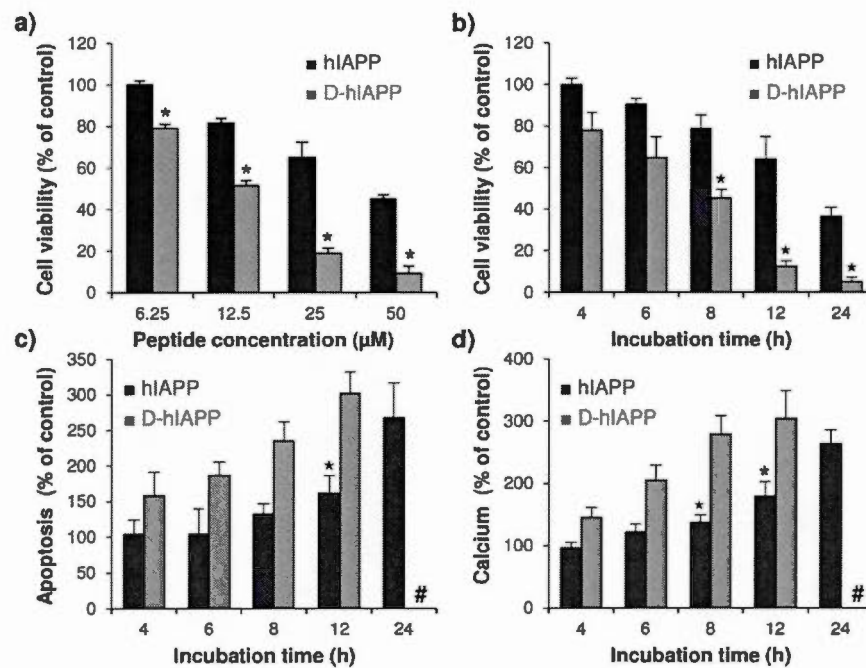 a)
Cell viability (% of control)
120
100
80
60
40
20
0
hIAPP
D-hIAPP
*
*
*
*
6.25 12.5 25 50
Peptide concentration (µM)
b)
Cell viability (% of control)
120
100
80
60
40
20
0
hIAPP
D-hIAPP
*
*
*
4 6 8 12 24
Incubation time (h)
c)
Apoptosis (% of control)
350
300
250
200
150
100
50
0
hIAPP
D-hIAPP
*
#
4 6 8 12 24
Incubation time (h)
d)
Calcium (% of control)
400
300
200
100
0
hIAPP
D-hIAPP
*
*
#
4 6 8 12 24
Incubation time (h)